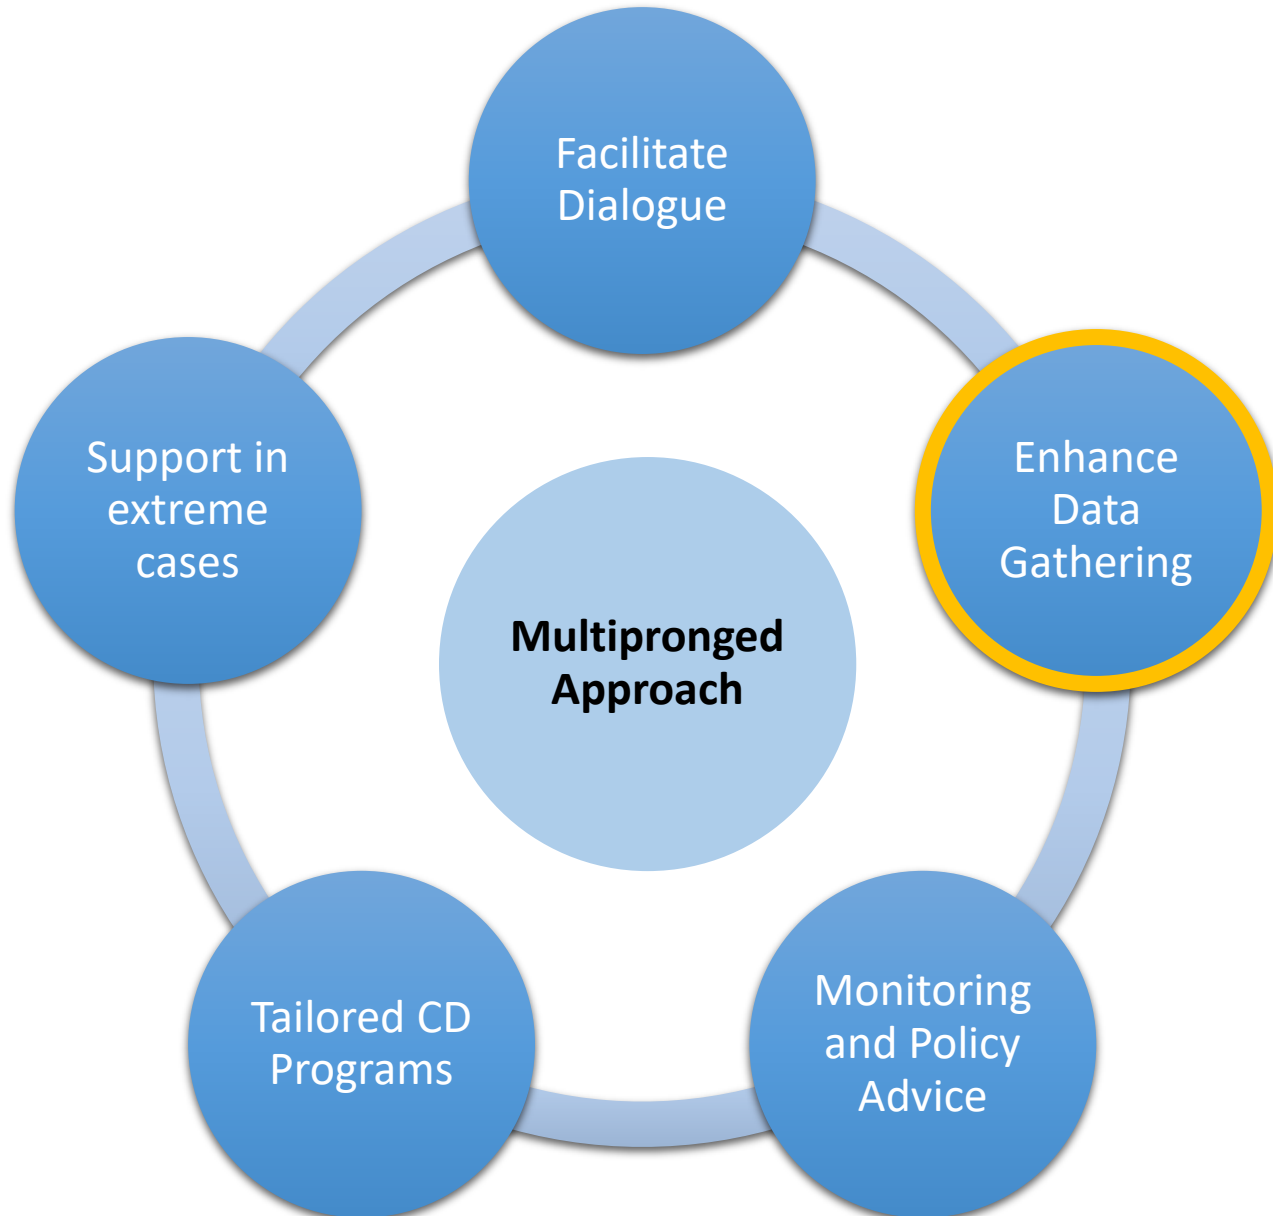 Facilitate
Dialogue
Enhance
Data
Gathering
Monitoring
and Policy
Advice
Tailored CD
Programs
Support in
extreme
cases
Multipronged
Approach